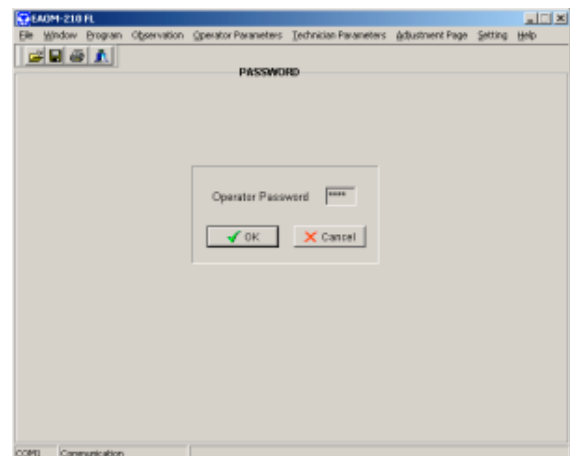 EAOM-210 FL
File Window Program Observation Operator Parameters Technician Parameters Adjustment Page Setting Help
PASSWORD
Operator Password ****
OK Cancel
COM1 Communication